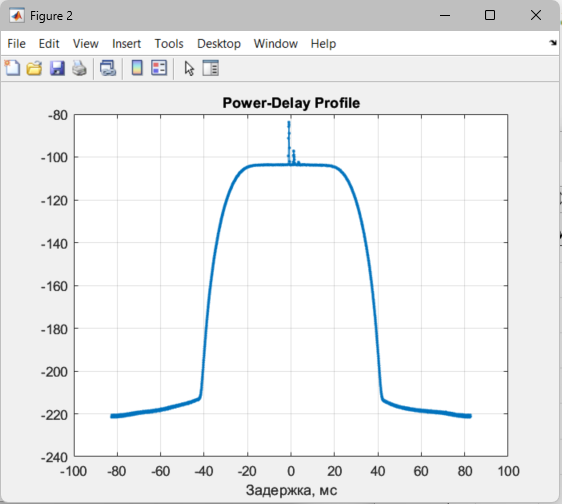 Figure 2
File Edit View Insert Tools Desktop Window Help
Power-Delay Profile
-80
-100
-120
-140
-160
-180
-200
-220
-240
-100 -80 -60 -40 -20 0 20 40 60 80 100
Задержка, мс